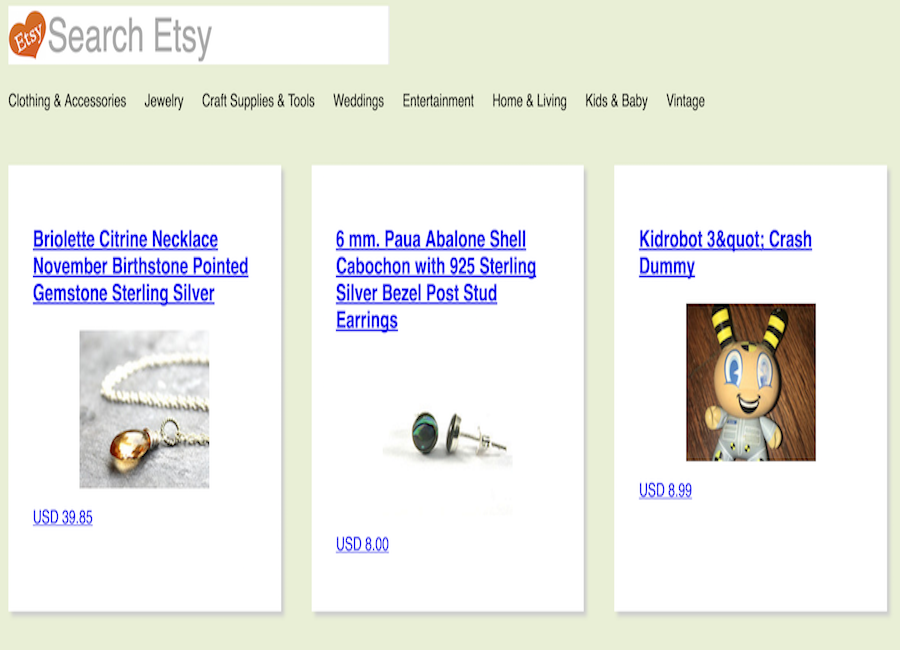 Etsy Search Etsy
Clothing & Accessories Jewelry Craft Supplies & Tools Weddings Entertainment Home & Living Kids & Baby Vintage
Briolette Citrine Necklace
November Birthstone Pointed
Gemstone Sterling Silver
USD 39.85
6 mm. Paua Abalone Shell
Cabochon with 925 Sterling
Silver Bezel Post Stud
Earrings
USD 8.00
Kidrobot 3&quot; Crash
Dummy
USD 8.99